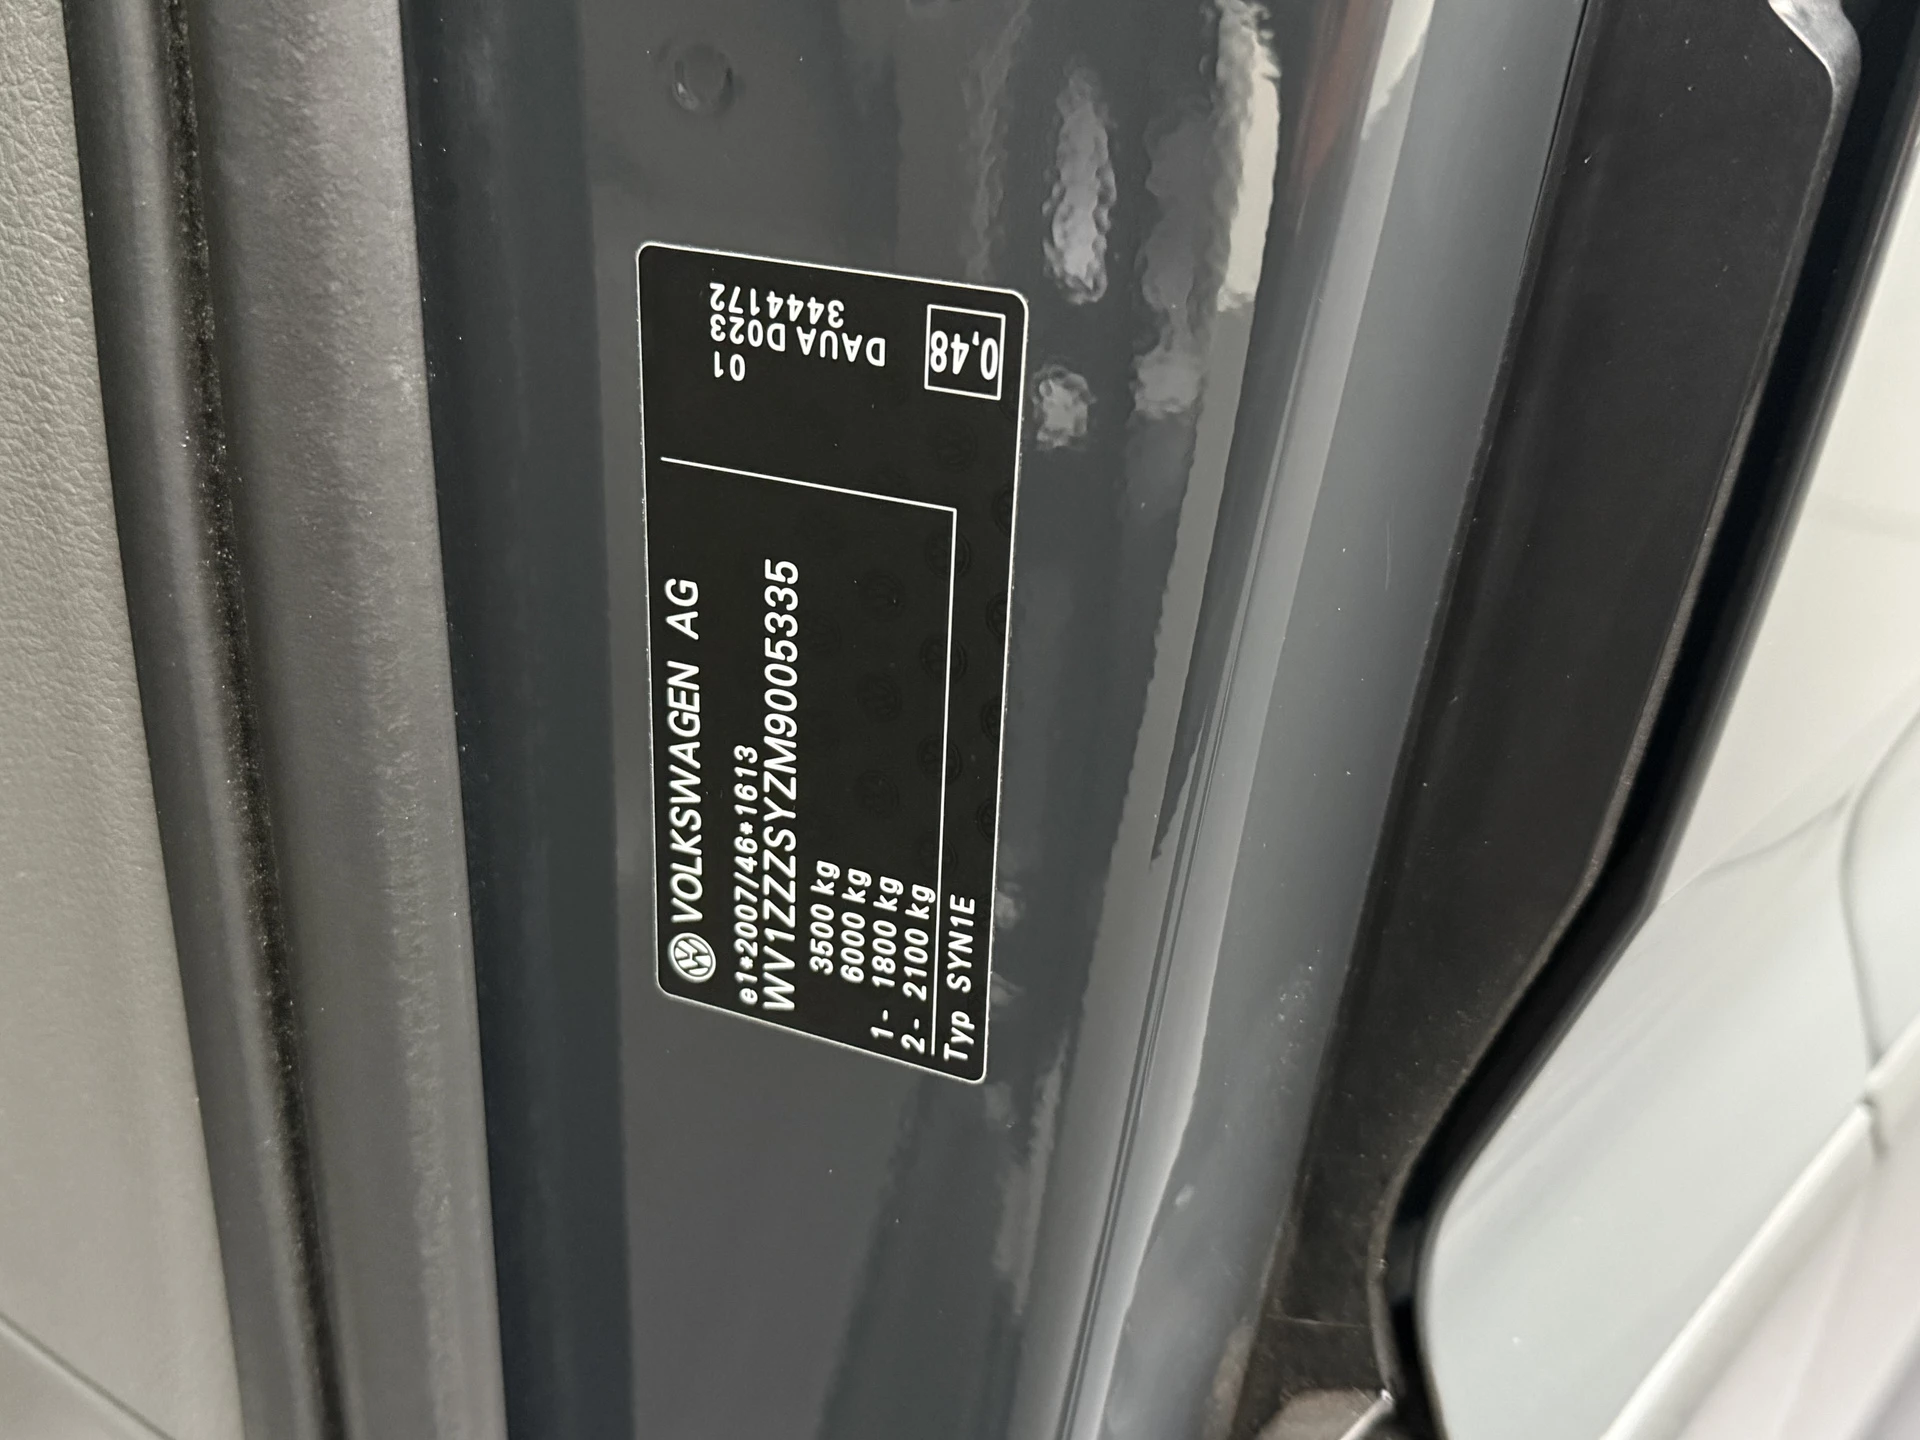 VOLKSWAGEN AG
e1*2007/46*1613
WV1ZZZSYZM9005335
3500 kg
6000 kg
1- 1800 kg
2- 2100 kg
Typ SYN1E
01
DAUA D023
3444172
0,48